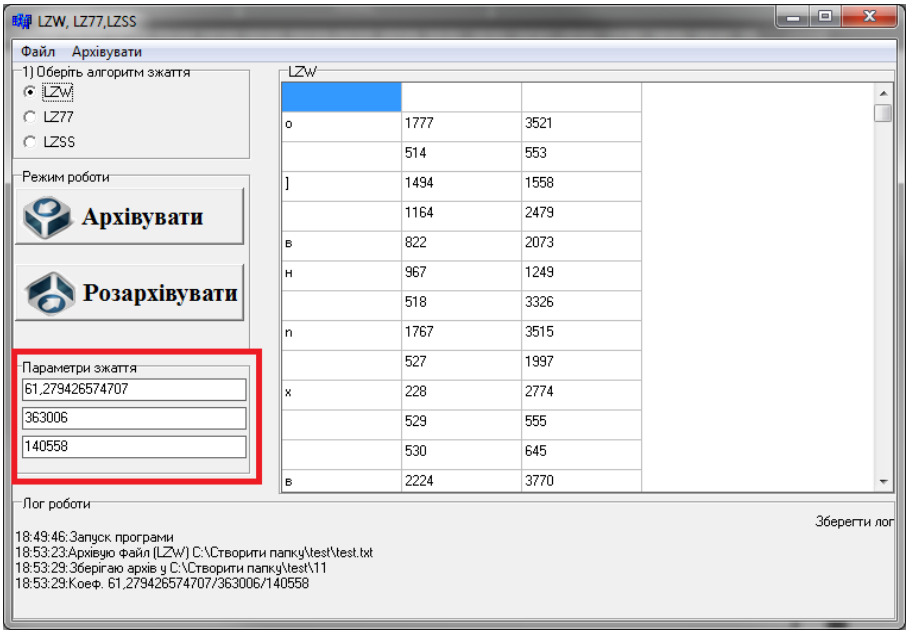 LZW, LZ77,LZSS
Файл Архівувати
1) Оберіть алгоритм зжаття
LZW
LZ77
LZSS
Режим роботи
Архівувати
Розархівувати
Параметри зжаття
61,279426574707
363006
140558
LZW
о 1777 3521
514 553
] 1494 1558
1164 2479
в 822 2073
н 967 1249
518 3326
п 1767 3515
527 1997
х 228 2774
529 555
530 645
в 2224 3770
Лог роботи
Зберегти лог
18:49:46:Запуск програми
18:53:23:Архівую файл (LZW) C:\Створити папку\test\test.txt
18:53:29:Зберігаю архів у C:\Створити папку\test\11
18:53:29:Коеф. 61,279426574707/363006/140558